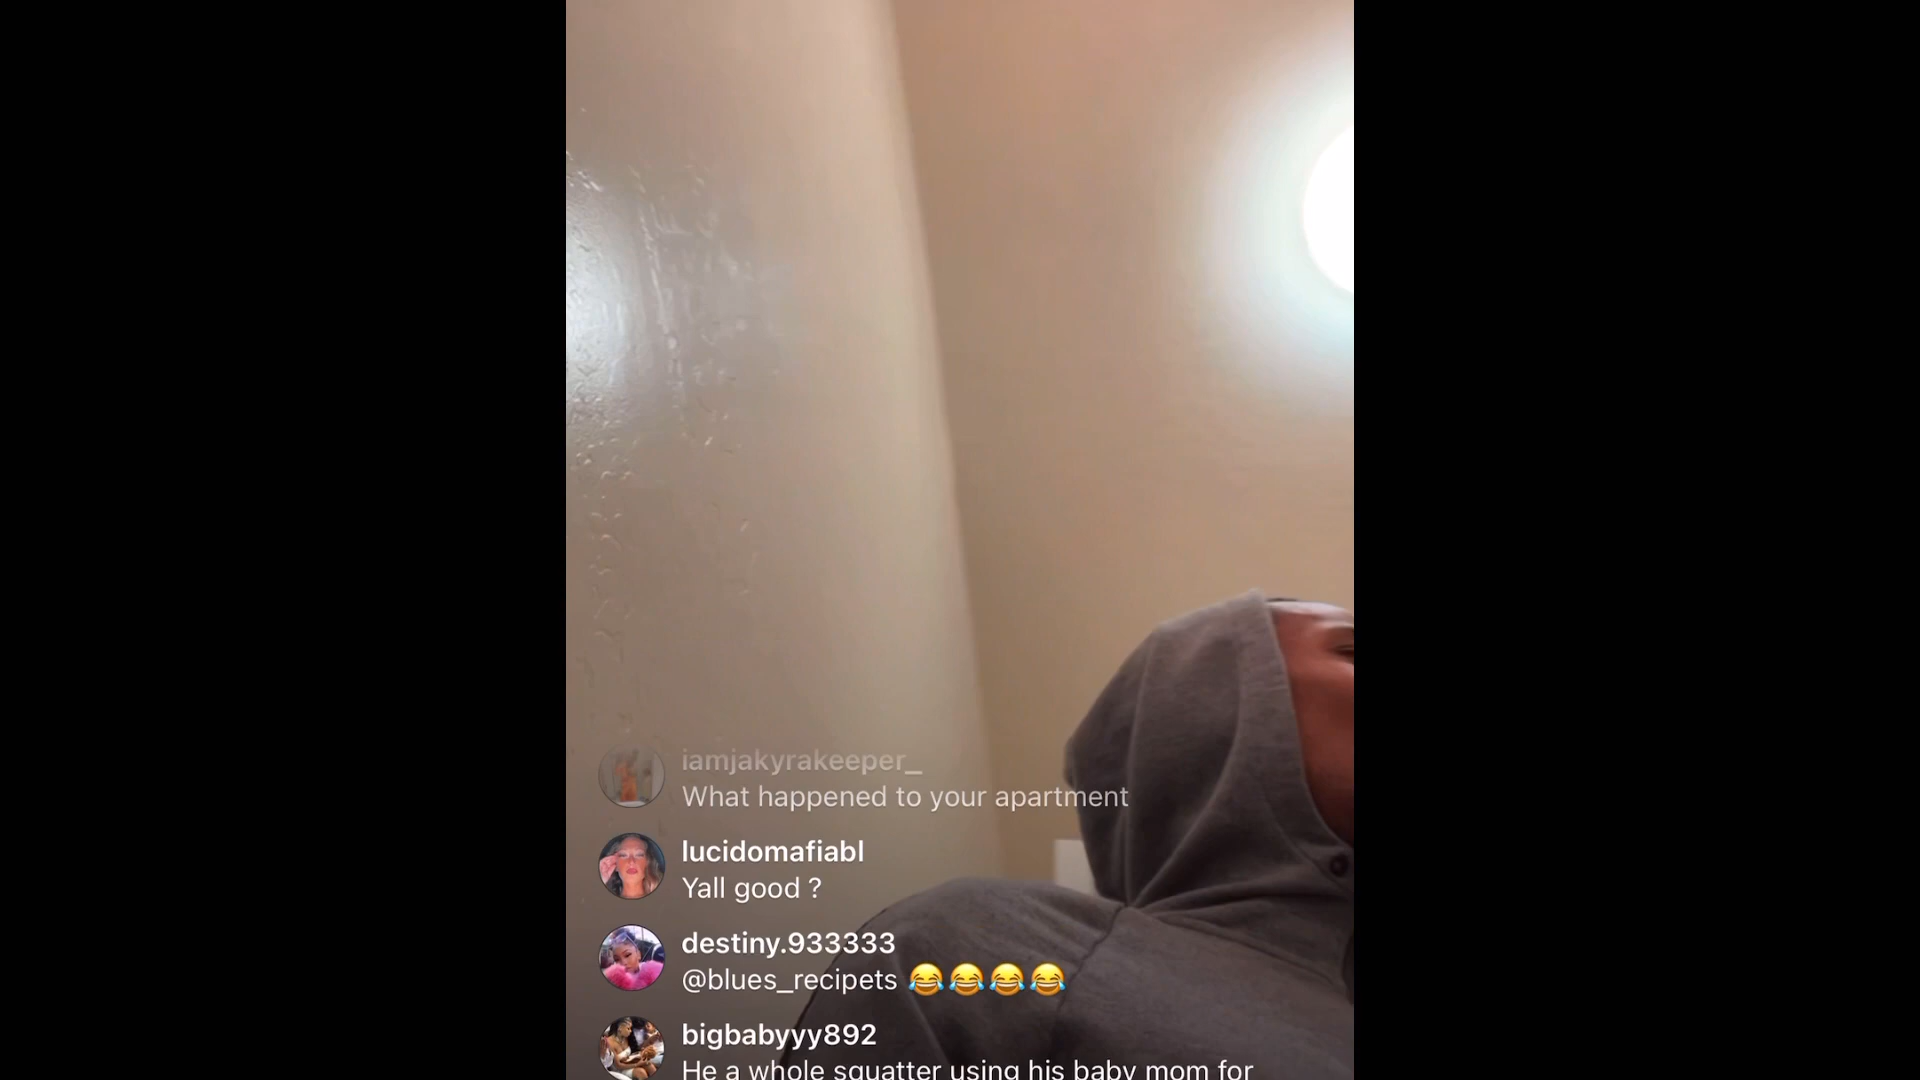 iamjakyrakeeper_
What happened to your apartment
lucidomafiabl
Yall good ?
destiny.933333
@blues_recipets 😂😂😂😂
bigbabyyy892
He a whole squatter using his baby mom for